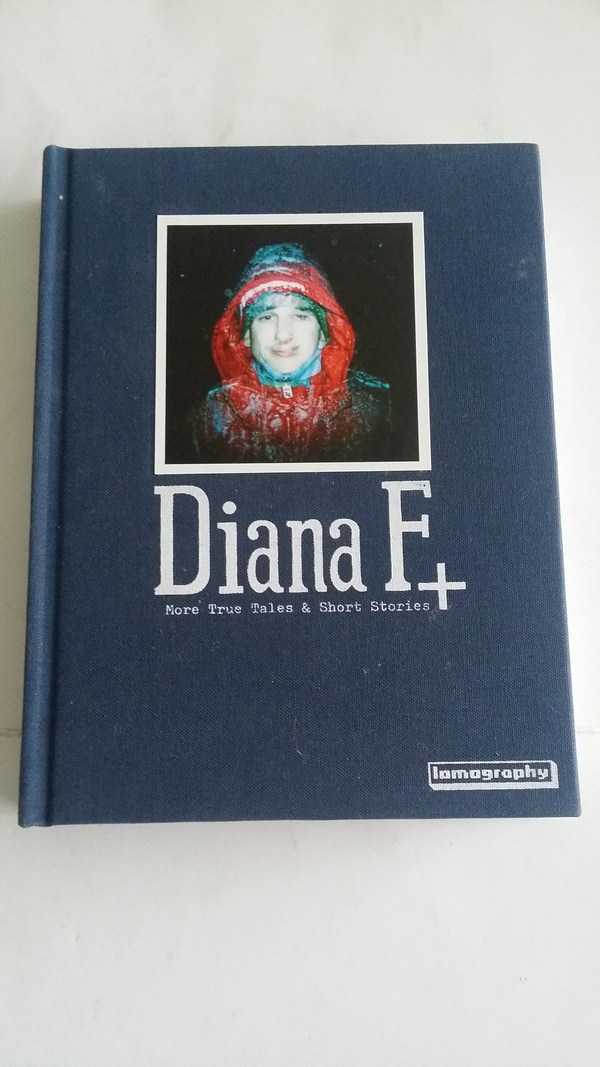 Diana F+
More True Tales & Short Stories
lomography